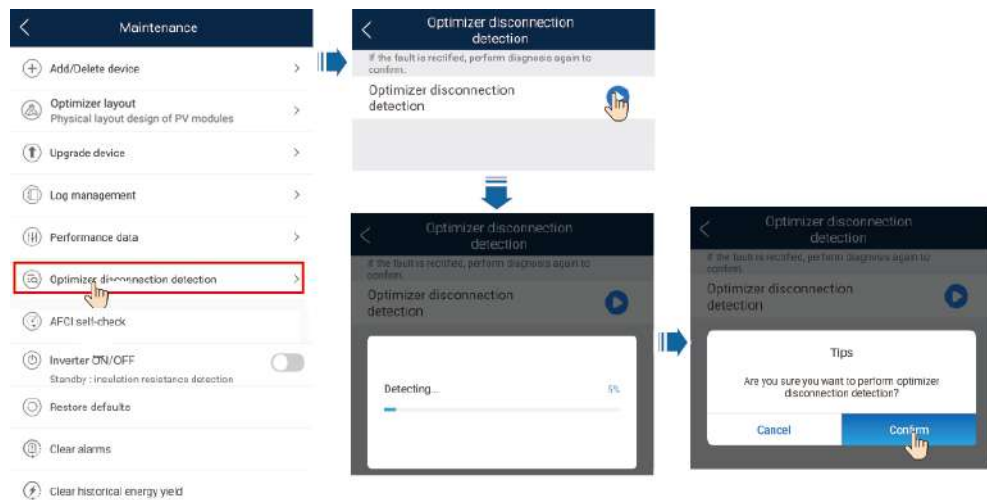 Maintenance
Add/Delete device
Optimizer layout
Physical layout design of PV modules
Upgrade device
Log management
Performance data
Optimizer disconnection detection
AFCI self-check
Inverter ON/OFF
Standby : insulation resistance detection
Restore defaults
Clear alarms
Clear historical energy yield
Optimizer disconnection
detection
If the fault is rectified, perform diagnosis again to
confirm.
Optimizer disconnection
detection
Optimizer disconnection
detection
If the fault is rectified, perform diagnosis again to
confirm.
Optimizer disconnection
detection
Detecting... 5%
Optimizer disconnection
detection
If the fault is rectified, perform diagnosis again to
confirm.
Optimizer disconnection
detection
Tips
Are you sure you want to perform optimizer
disconnection detection?
Cancel Confirm